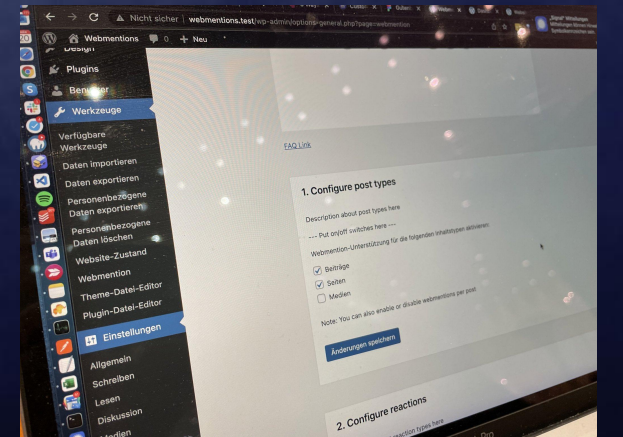 Nicht sicher | webmentions.test/wp-admin/options-general.php?page=webmention
Webmentions 0 + Neu
Design
Plugins
Benutzer
Werkzeuge
Verfügbare
Werkzeuge
Daten importieren
Daten exportieren
Personenbezogene
Daten exportieren
Personenbezogene
Daten löschen
Website-Zustand
Webmention
Theme-Datei-Editor
Plugin-Datei-Editor
Einstellungen
Allgemein
Schreiben
Lesen
Diskussion
Medien
FAQ Link
1. Configure post types
Description about post types here
--- Put on/off switches here ---
Webmention-Unterstützung für die folgenden Inhaltstypen aktivieren:
Beiträge
Seiten
Medien
Note: You can also enable or disable webmentions per post
Änderungen speichern
2. Configure reactions
reaction types here